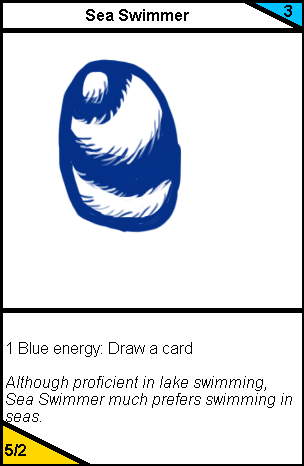 Sea Swimmer
3
1 Blue energy: Draw a card
Although proficient in lake swimming,
Sea Swimmer much prefers swimming in
seas.
5/2